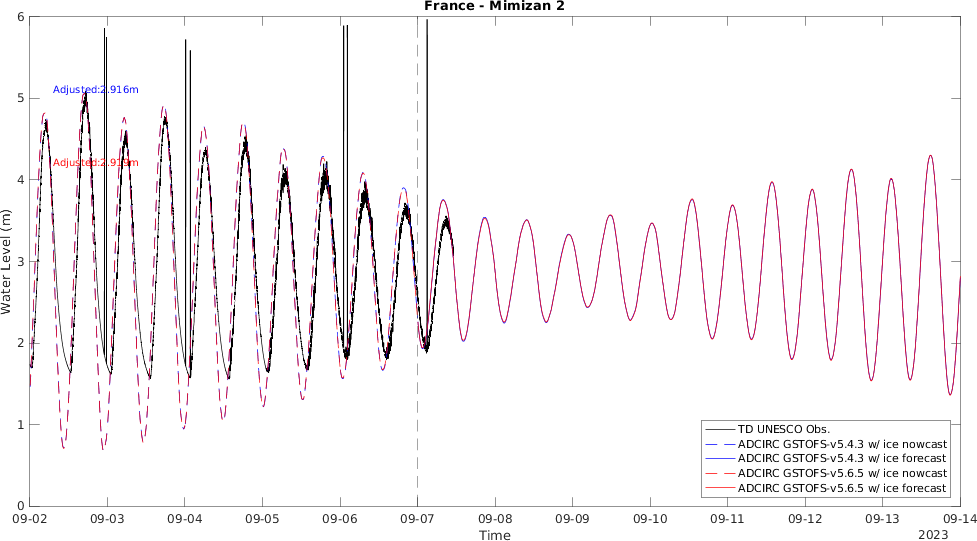 France - Mimizan 2
6
5
4
3
2
1
0
Water Level (m)
Adjusted:2.916m
TD UNESCO Obs.
ADCIRC GSTOFS-v5.4.3 w/ ice nowcast
ADCIRC GSTOFS-v5.4.3 w/ ice forecast
ADCIRC GSTOFS-v5.6.5 w/ ice nowcast
ADCIRC GSTOFS-v5.6.5 w/ ice forecast
09-02 09-03 09-04 09-05 09-06 09-07 09-08 09-09 09-10 09-11 09-12 09-13 09-14
Time
2023